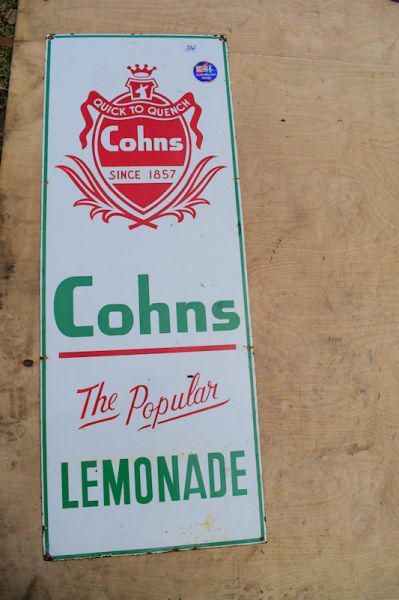 QUICK TO QUENCH
Cohns
SINCE 1857
Cohns
The Popular
LEMONADE